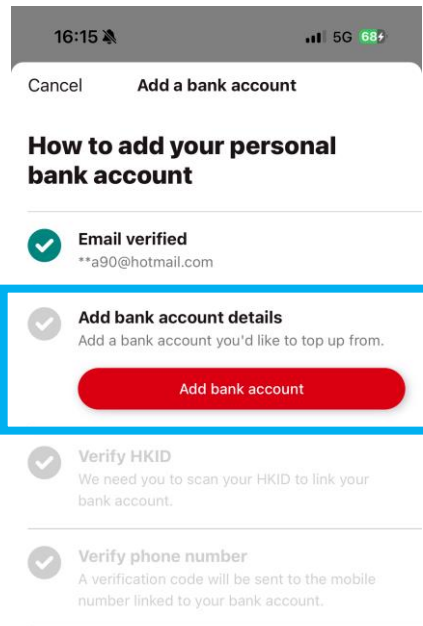 16:15
5G 68
Cancel Add a bank account
How to add your personal
bank account
Email verified
**a90@hotmail.com
Add bank account details
Add a bank account you'd like to top up from.
Add bank account
Verify HKID
We need you to scan your HKID to link your
bank account.
Verify phone number
A verification code will be sent to the mobile
number linked to your bank account.